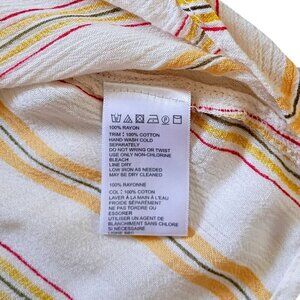 100% RAYON
TRIM : 100% COTTON
HAND WASH COLD
SEPARATELY
DO NOT WRING OR TWIST
USE ONLY NON-CHLORINE
BLEACH
LINE DRY
LOW IRON AS NEEDED
MAY BE DRY CLEANED
100% RAYONNE
COL : 100% COTON
LAVER À LA MAIN À L'EAU
FROIDE SÉPARÉMENT
NE PAS TORDRE OU
ESSORER
UTILISER UN AGENT DE
BLANCHIMENT SANS CHLORE
SI NÉCESSAIRE